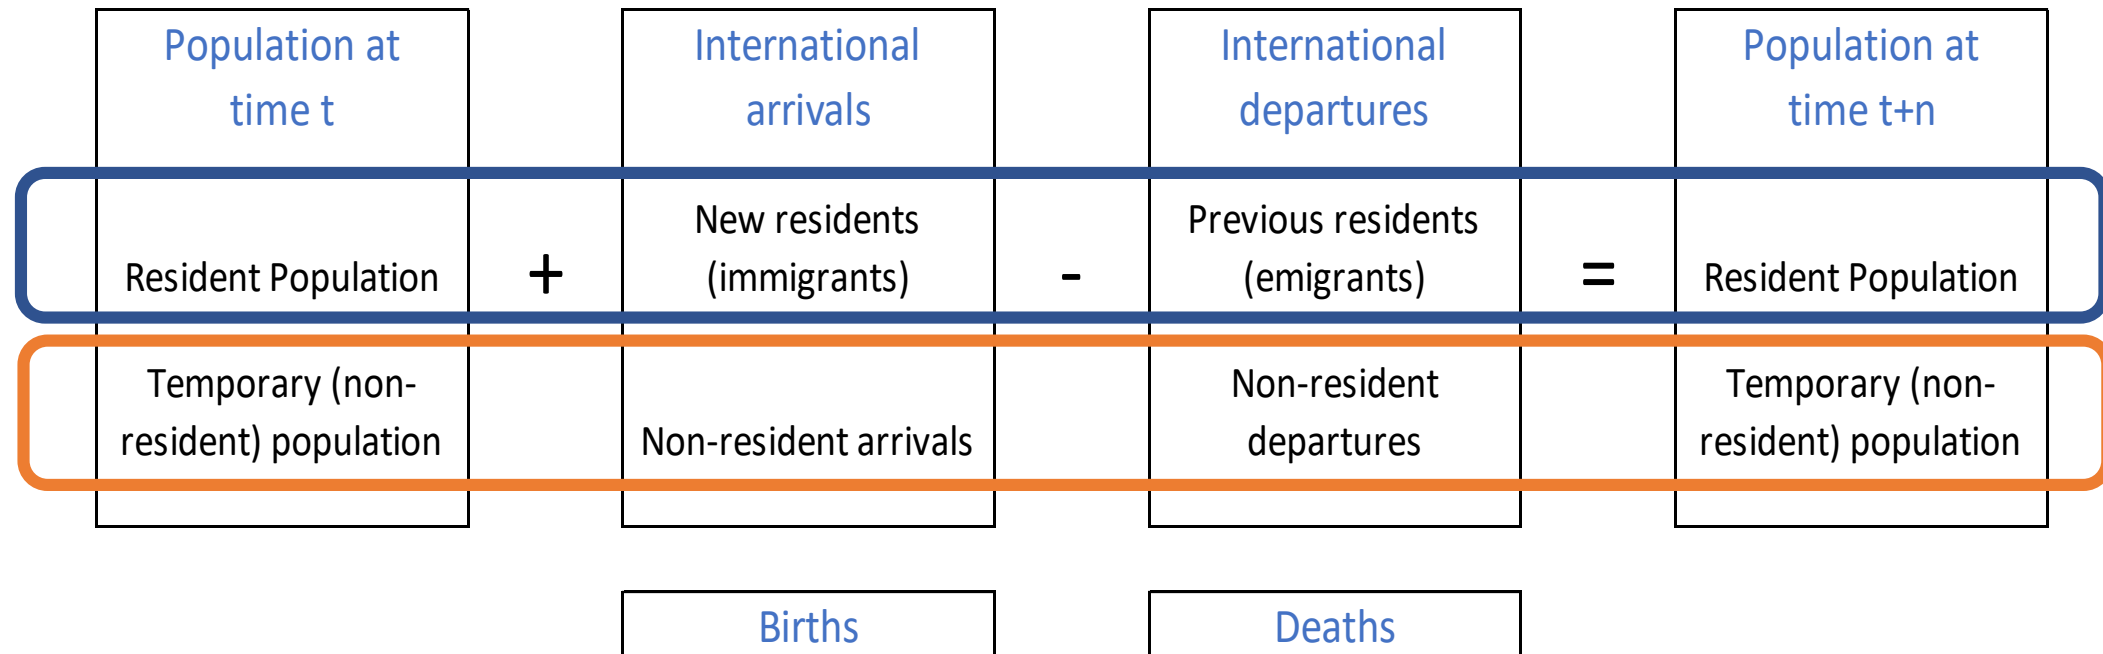 Population at
time t
International
arrivals
International
departures
Population at
time t+n
Resident Population
+
New residents
(immigrants)
-
Previous residents
(emigrants)
=
Resident Population
Temporary (non-
resident) population
Non-resident arrivals
Non-resident
departures
Temporary (non-
resident) population
Births
Deaths